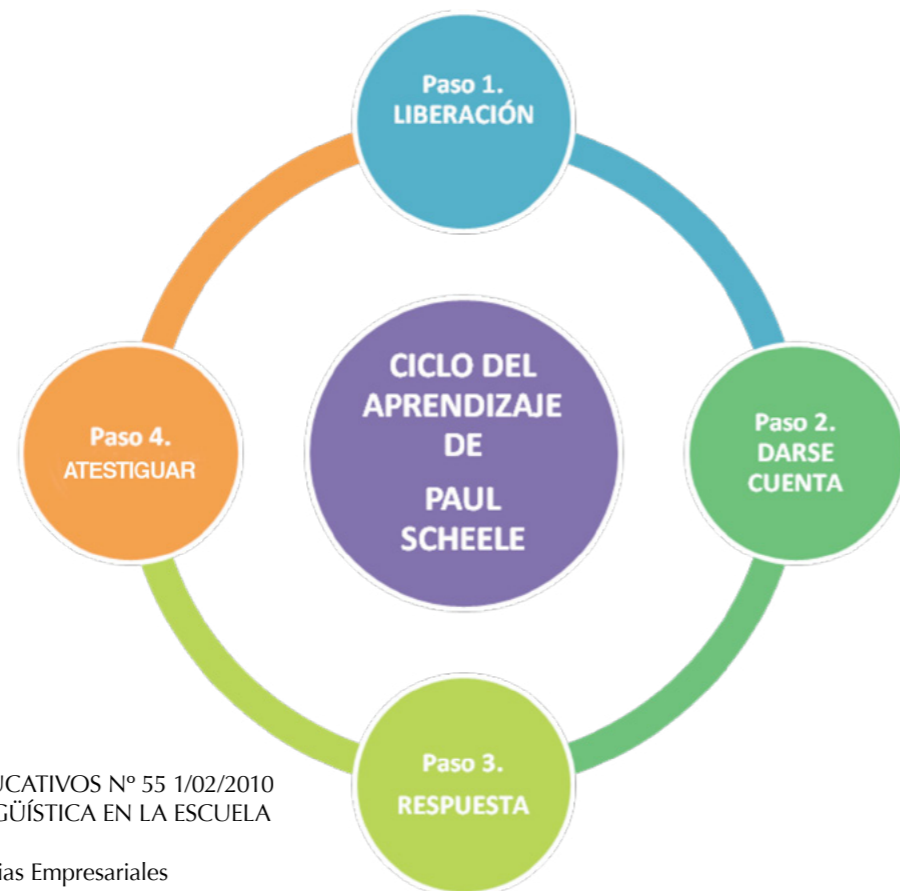 Paso 1.
LIBERACIÓN
CICLO DEL
APRENDIZAJE
DE
PAUL
SCHEELE
Paso 2.
DARSE
CUENTA
Paso 4.
ATESTIGUAR
Paso 3.
RESPUESTA
UCATIVOS Nº 55 1/02/2010
GÜÍSTICA EN LA ESCUELA
ias Empresariales